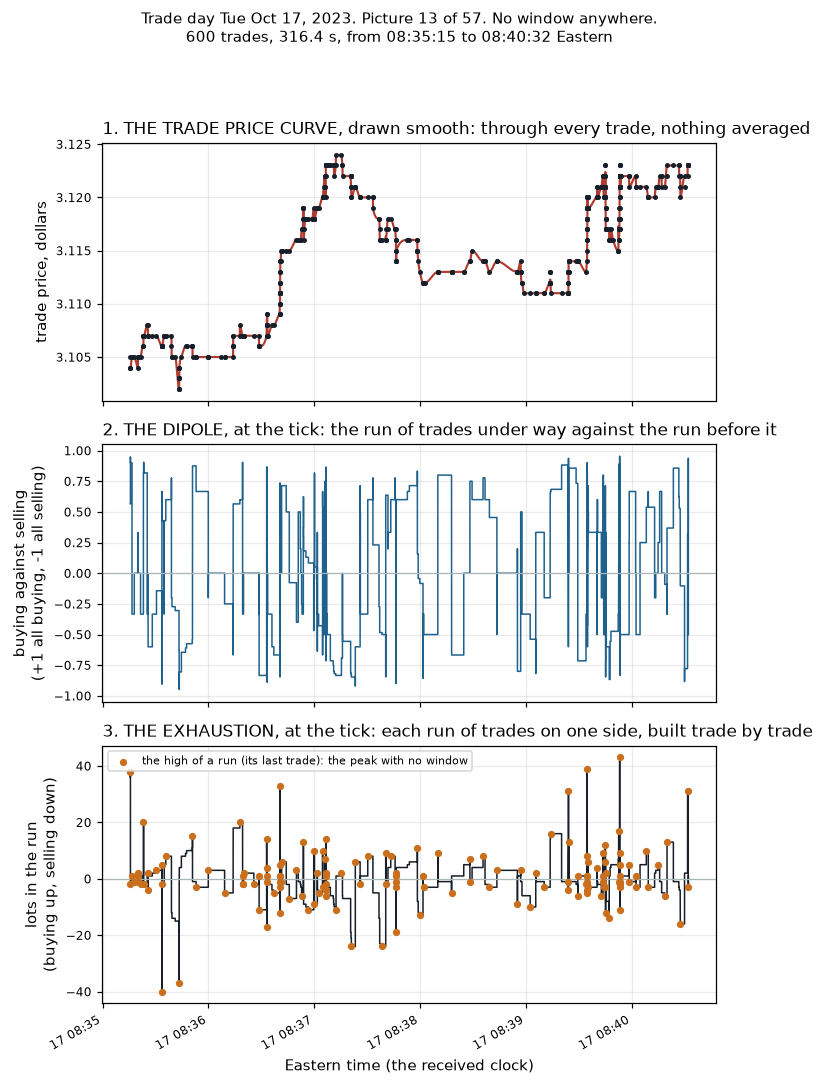 Trade day Tue Oct 17, 2023. Picture 13 of 57. No window anywhere.
600 trades, 316.4 s, from 08:35:15 to 08:40:32 Eastern
1. THE TRADE PRICE CURVE, drawn smooth: through every trade, nothing averaged
trade price, dollars
3.125
3.120
3.115
3.110
3.105
2. THE DIPOLE, at the tick: the run of trades under way against the run before it
buying against selling
(+1 all buying, -1 all selling)
1.00
0.75
0.50
0.25
0.00
−0.25
−0.50
−0.75
−1.00
3. THE EXHAUSTION, at the tick: each run of trades on one side, built trade by trade
the high of a run (its last trade): the peak with no window
lots in the run
(buying up, selling down)
40
20
0
−20
−40
17 08:35
17 08:36
17 08:37
17 08:38
17 08:39
17 08:40
Eastern time (the received clock)